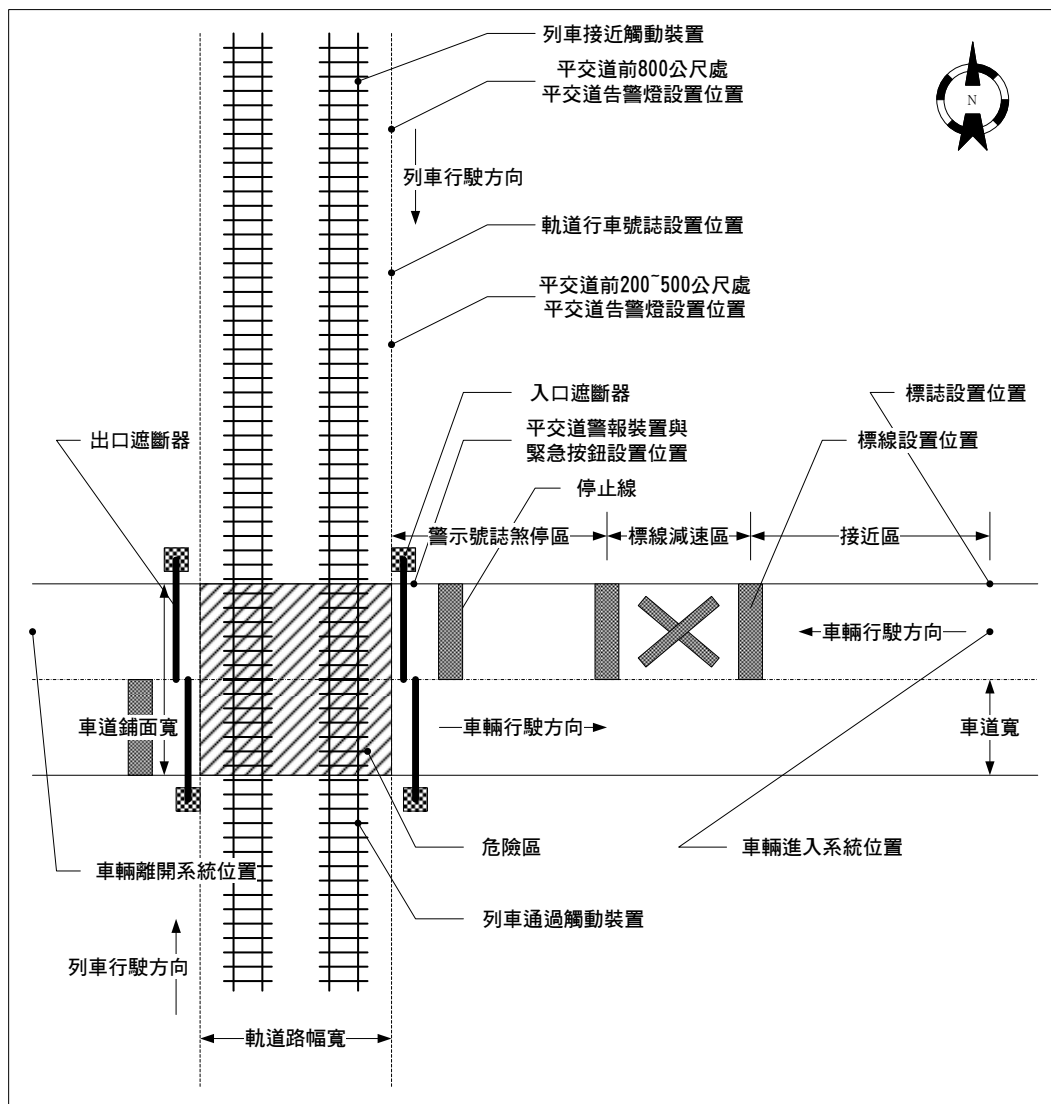 列車接近觸動裝置
平交道前800公尺處
平交道告警燈設置位置
N
列車行駛方向
軌道行車號誌設置位置
平交道前200~500公尺處
平交道告警燈設置位置
入口遮斷器
標誌設置位置
出口遮斷器
平交道警報裝置與
緊急按鈕設置位置
標線設置位置
停止線
警示號誌煞停區
標線減速區
接近區
車輛行駛方向
車道鋪面寬
車輛行駛方向
車道寬
危險區
車輛進入系統位置
車輛離開系統位置
列車通過觸動裝置
列車行駛方向
軌道路幅寬